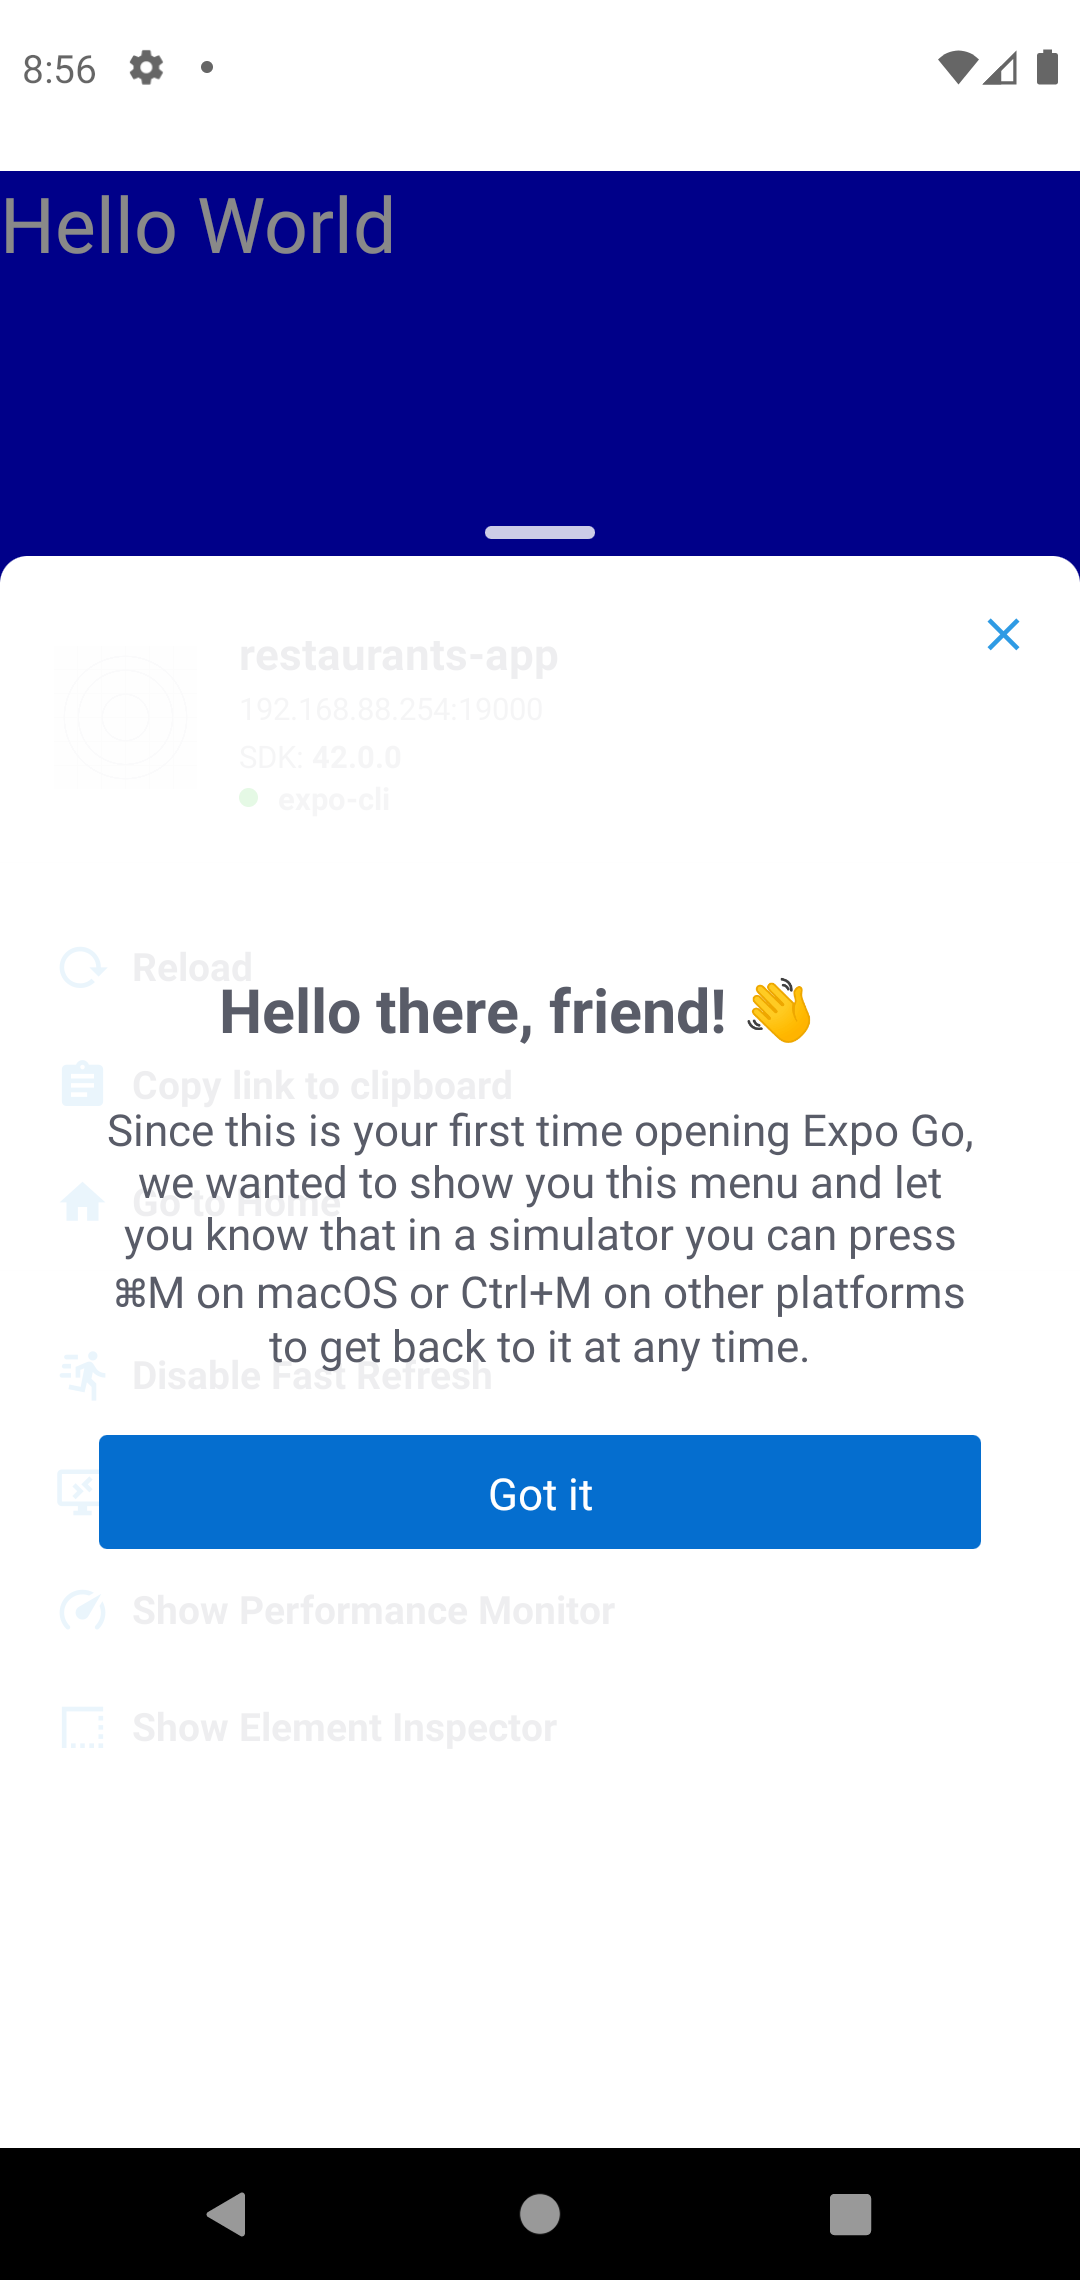 8:56
Hello World
restaurants-app
192.168.88.254:19000
SDK: 42.0.0
expo-cli
Reload
Hello there, friend! 👋
Copy link to clipboard
Since this is your first time opening Expo Go,
we wanted to show you this menu and let
Go to Home
you know that in a simulator you can press
⌘M on macOS or Ctrl+M on other platforms
to get back to it at any time.
Disable Fast Refresh
Got it
Show Performance Monitor
Show Element Inspector